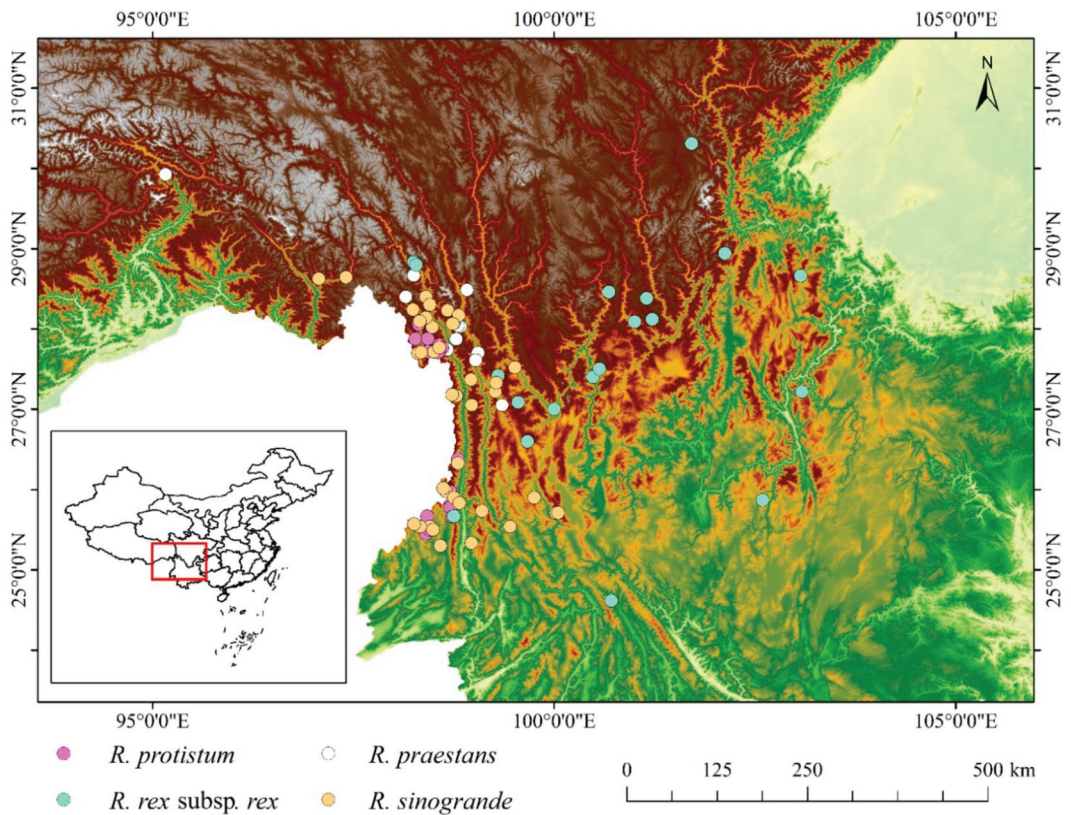 95°0'0"E 100°0'0"E 105°0'0"E
N
31°0'0"N 31°0'0"N
29°0'0"N 29°0'0"N
27°0'0"N 27°0'0"N
25°0'0"N 25°0'0"N
95°0'0"E 100°0'0"E 105°0'0"E
R. protistum R. praestans
0 125 250 500 km
R. rex subsp. rex R. sinogrande